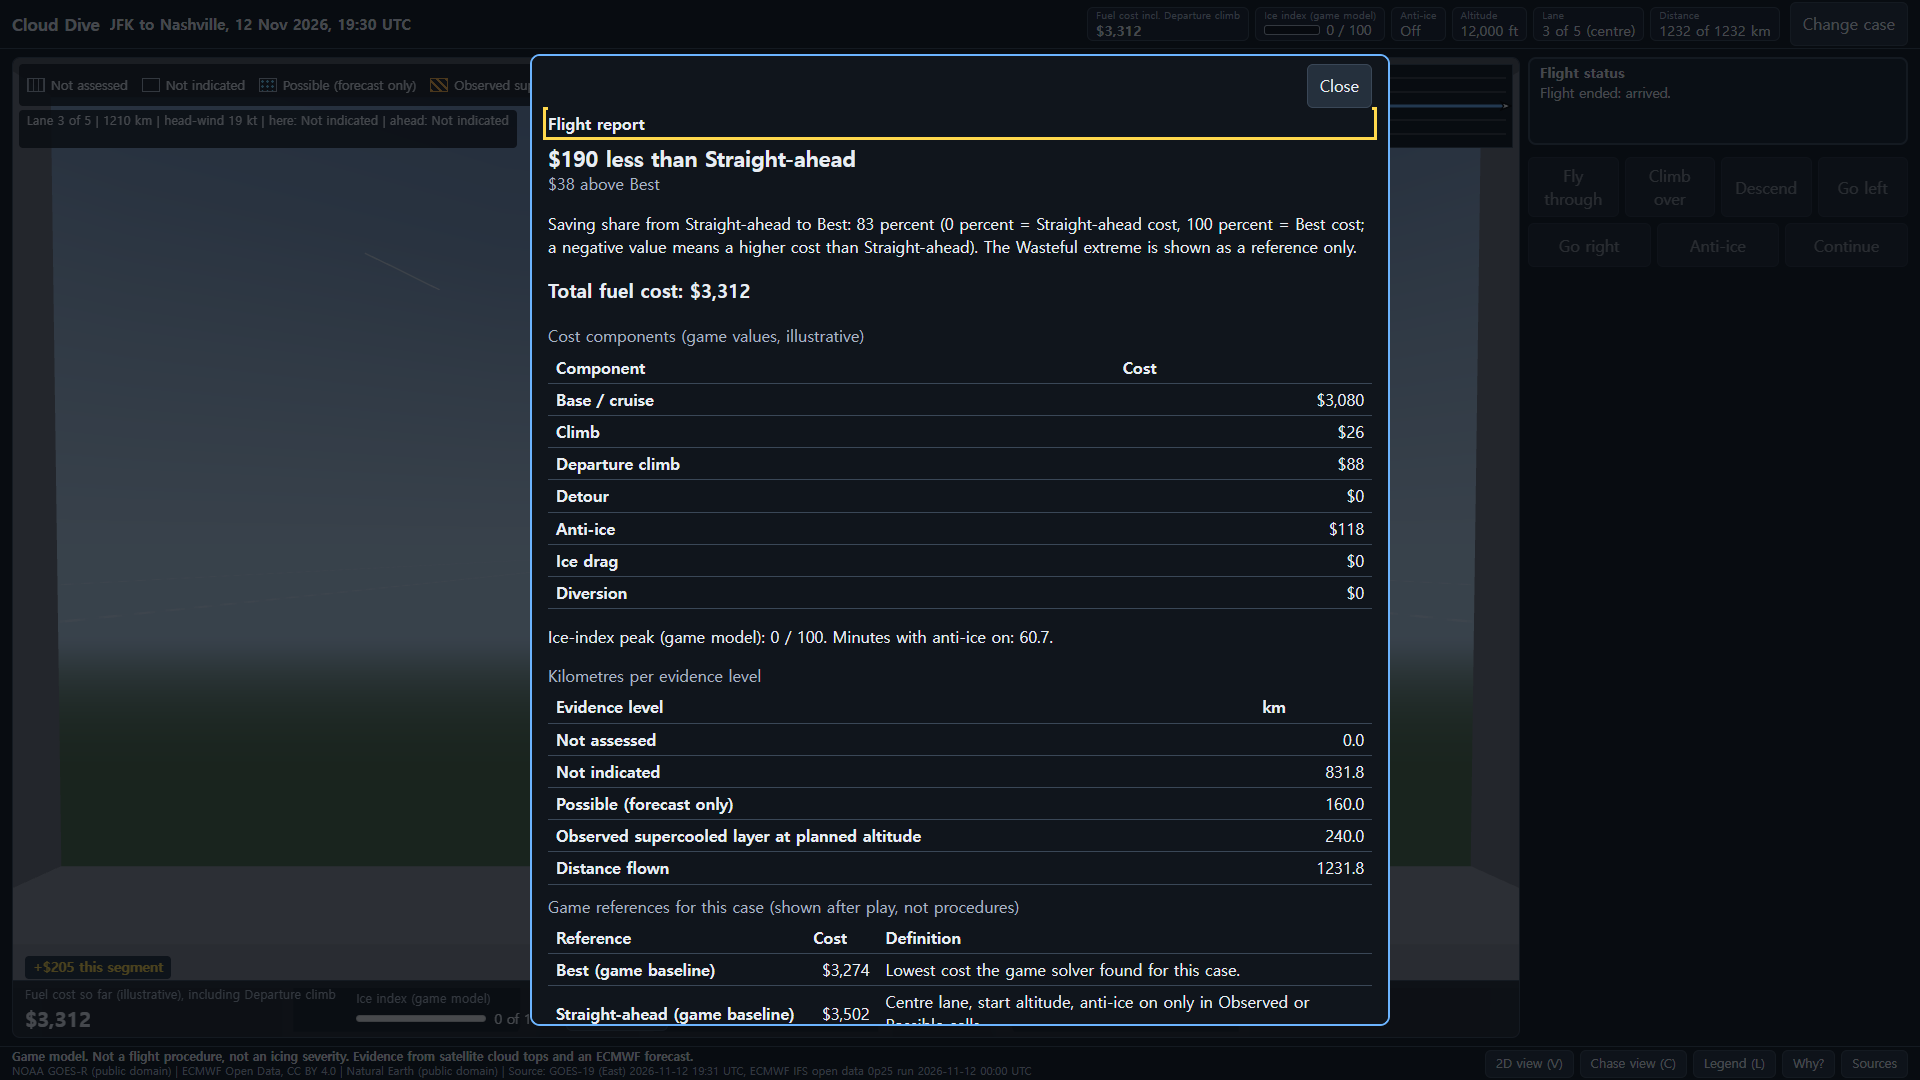 Cloud Dive JFK to Nashville, 12 Nov 2026, 19:30 UTC
Fuel cost incl. Departure climb
$3,312
Ice index (game model)
0 / 100
Anti-ice
Off
Altitude
12,000 ft
Lane
3 of 5 (centre)
Distance
1232 of 1232 km
Change case
Not assessed
Not indicated
Possible (forecast only)
Observed su
Lane 3 of 5 | 1210 km | head-wind 19 kt | here: Not indicated | ahead: Not indicated
Close
Flight report
$190 less than Straight-ahead
$38 above Best
Saving share from Straight-ahead to Best: 83 percent (0 percent = Straight-ahead cost, 100 percent = Best cost;
a negative value means a higher cost than Straight-ahead). The Wasteful extreme is shown as a reference only.
Total fuel cost: $3,312
Cost components (game values, illustrative)
Component Cost
Base / cruise $3,080
Climb $26
Departure climb $88
Detour $0
Anti-ice $118
Ice drag $0
Diversion $0
Ice-index peak (game model): 0 / 100. Minutes with anti-ice on: 60.7.
Kilometres per evidence level
Evidence level km
Not assessed 0.0
Not indicated 831.8
Possible (forecast only) 160.0
Observed supercooled layer at planned altitude 240.0
Distance flown 1231.8
Game references for this case (shown after play, not procedures)
Reference Cost Definition
Best (game baseline) $3,274 Lowest cost the game solver found for this case.
Straight-ahead (game baseline) $3,502 Centre lane, start altitude, anti-ice on only in Observed or
Flight status
Flight ended: arrived.
Fly through
Climb over
Descend
Go left
Go right
Anti-ice
Continue
+$205 this segment
Fuel cost so far (illustrative), including Departure climb
$3,312
Ice index (game model)
0 of 1
Game model. Not a flight procedure, not an icing severity. Evidence from satellite cloud tops and an ECMWF forecast.
NOAA GOES-R (public domain) | ECMWF Open Data, CC BY 4.0 | Natural Earth (public domain) | Source: GOES-19 (East) 2026-11-12 19:31 UTC, ECMWF IFS open data 0p25 run 2026-11-12 00:00 UTC
2D view (V)
Chase view (C)
Legend (L)
Why?
Sources